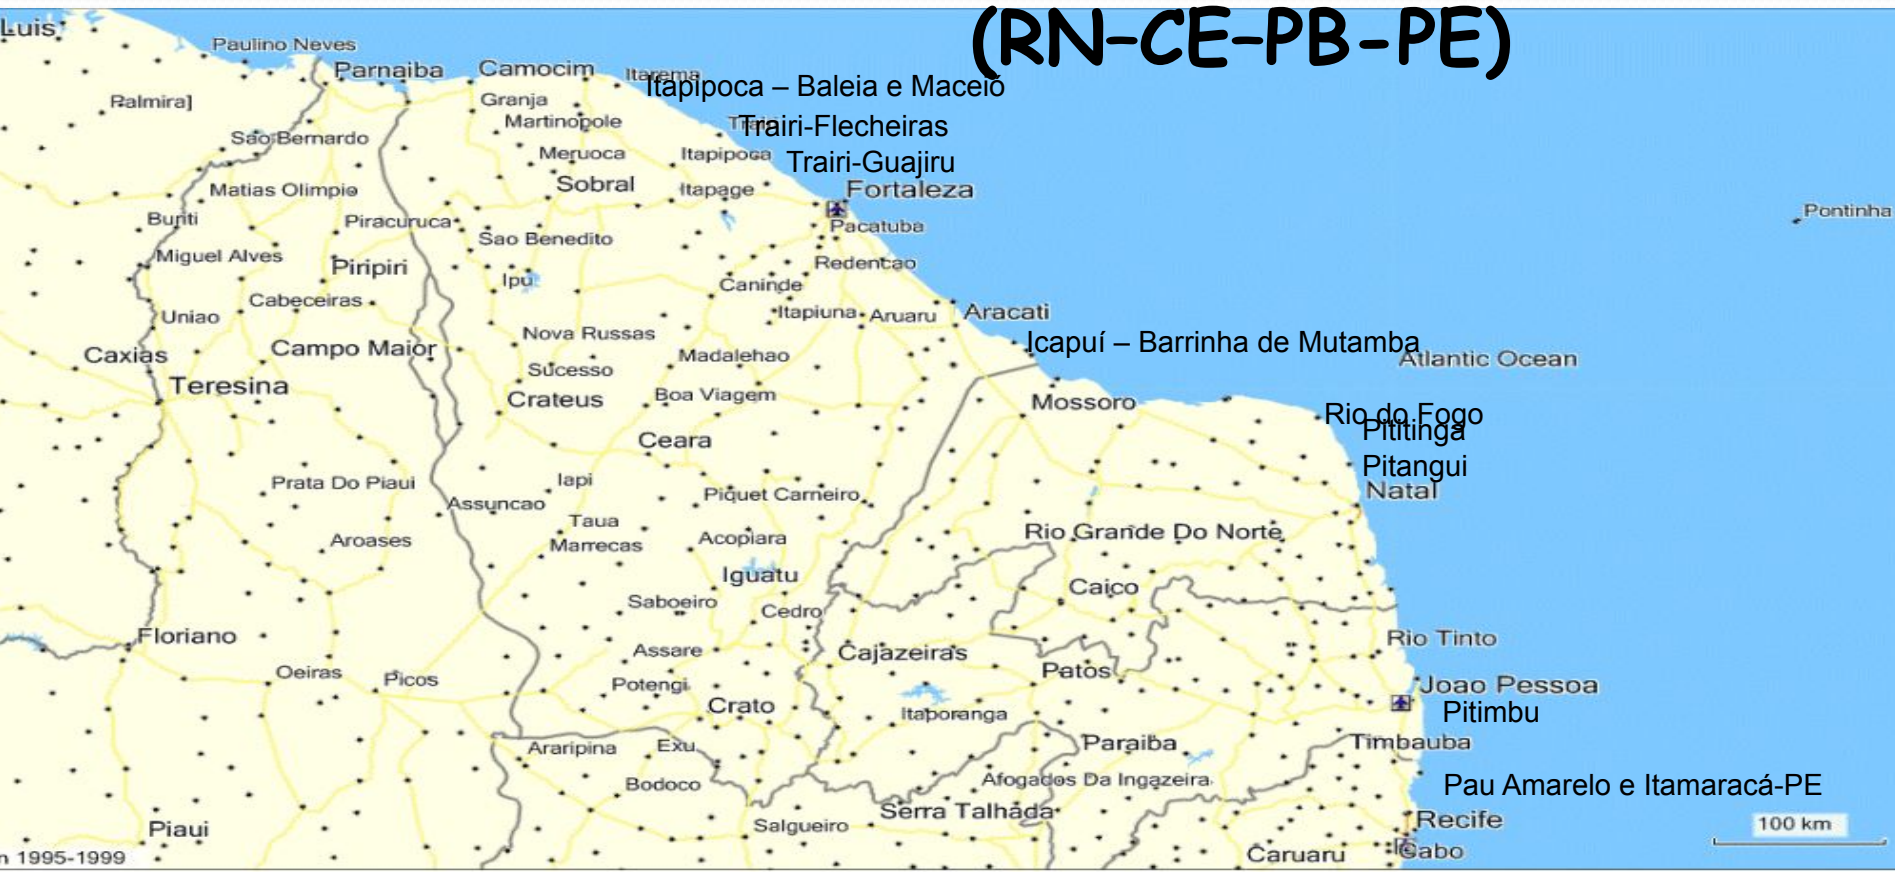 (RN-CE-PB-PE)
Luis
Paulino Neves
Parnaiba
Camocim
Itarema
Itapipoca – Baleia e Maceió
Palmira]
Granja
Martinopole
Trairi-Flecheiras
Sao Bernardo
Meruoca
Itapipoca
Trairi-Guajiru
Matias Olimpio
Sobral
Itapage
Fortaleza
Pontinha
Buriti
Piracuruca
Sao Benedito
Pacatuba
Miguel Alves
Piripiri
Ipu
Redencao
Caninde
Cabeceiras
Uniao
Itapiuna
Aruaru
Aracati
Nova Russas
Icapuí – Barrinha de Mutamba
Caxias
Campo Maior
Madalehao
Atlantic Ocean
Sucesso
Teresina
Crateus
Boa Viagem
Mossoro
Rio do Fogo
Pititinga
Ceara
Pitangui
Prata Do Piaui
Iapi
Piquet Carneiro
Natal
Assuncao
Taua
Aroases
Marrecas
Acopiara
Rio Grande Do Norte
Iguatu
Caico
Saboeiro
Cedro
Floriano
Rio Tinto
Assare
Cajazeiras
Oeiras
Picos
Potengi
Patos
Joao Pessoa
Crato
Itaporanga
Pitimbu
Araripina
Exu
Paraiba
Timbauba
Bodoco
Afogados Da Ingazeira
Pau Amarelo e Itamaracá-PE
Piaui
Salgueiro
Serra Talhada
Recife
100 km
n 1995-1999
Caruaru
Cabo